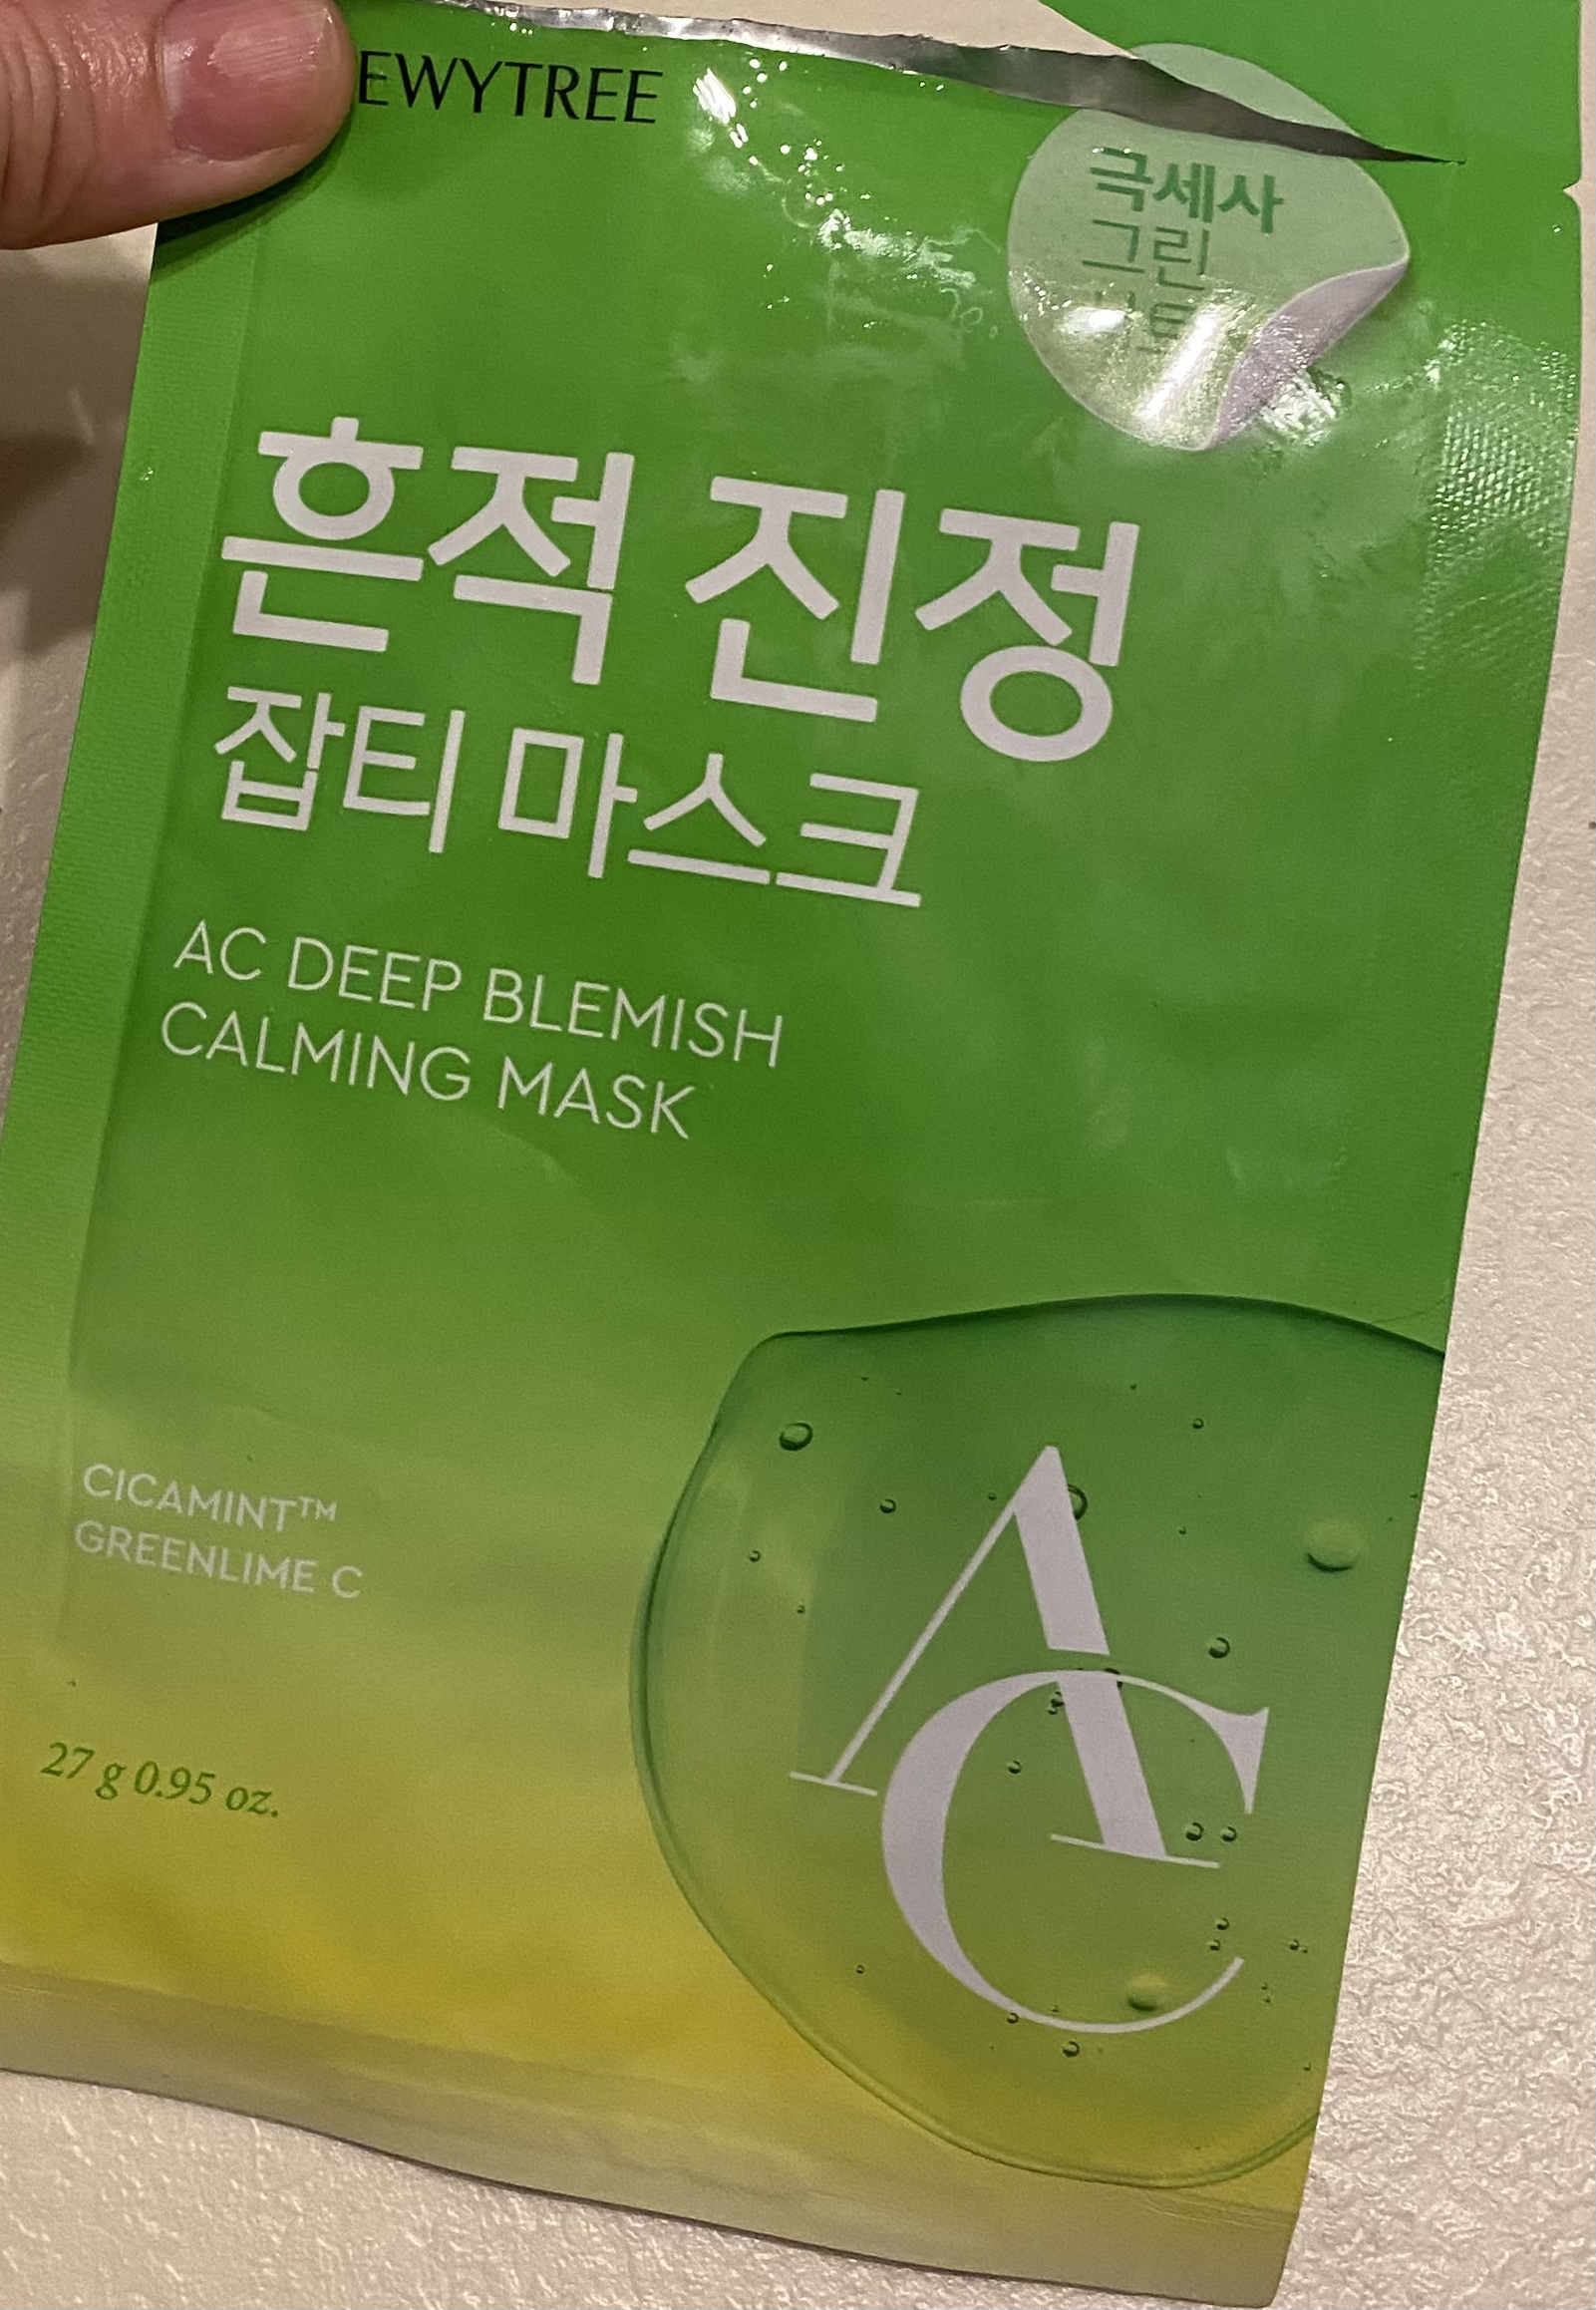 EWYTREE
극세사
그린
흔적 진정
잡티 마스크
AC DEEP BLEMISH
CALMING MASK
CICAMINT™
GREENLIME C
27 g 0.95 oz.
AC